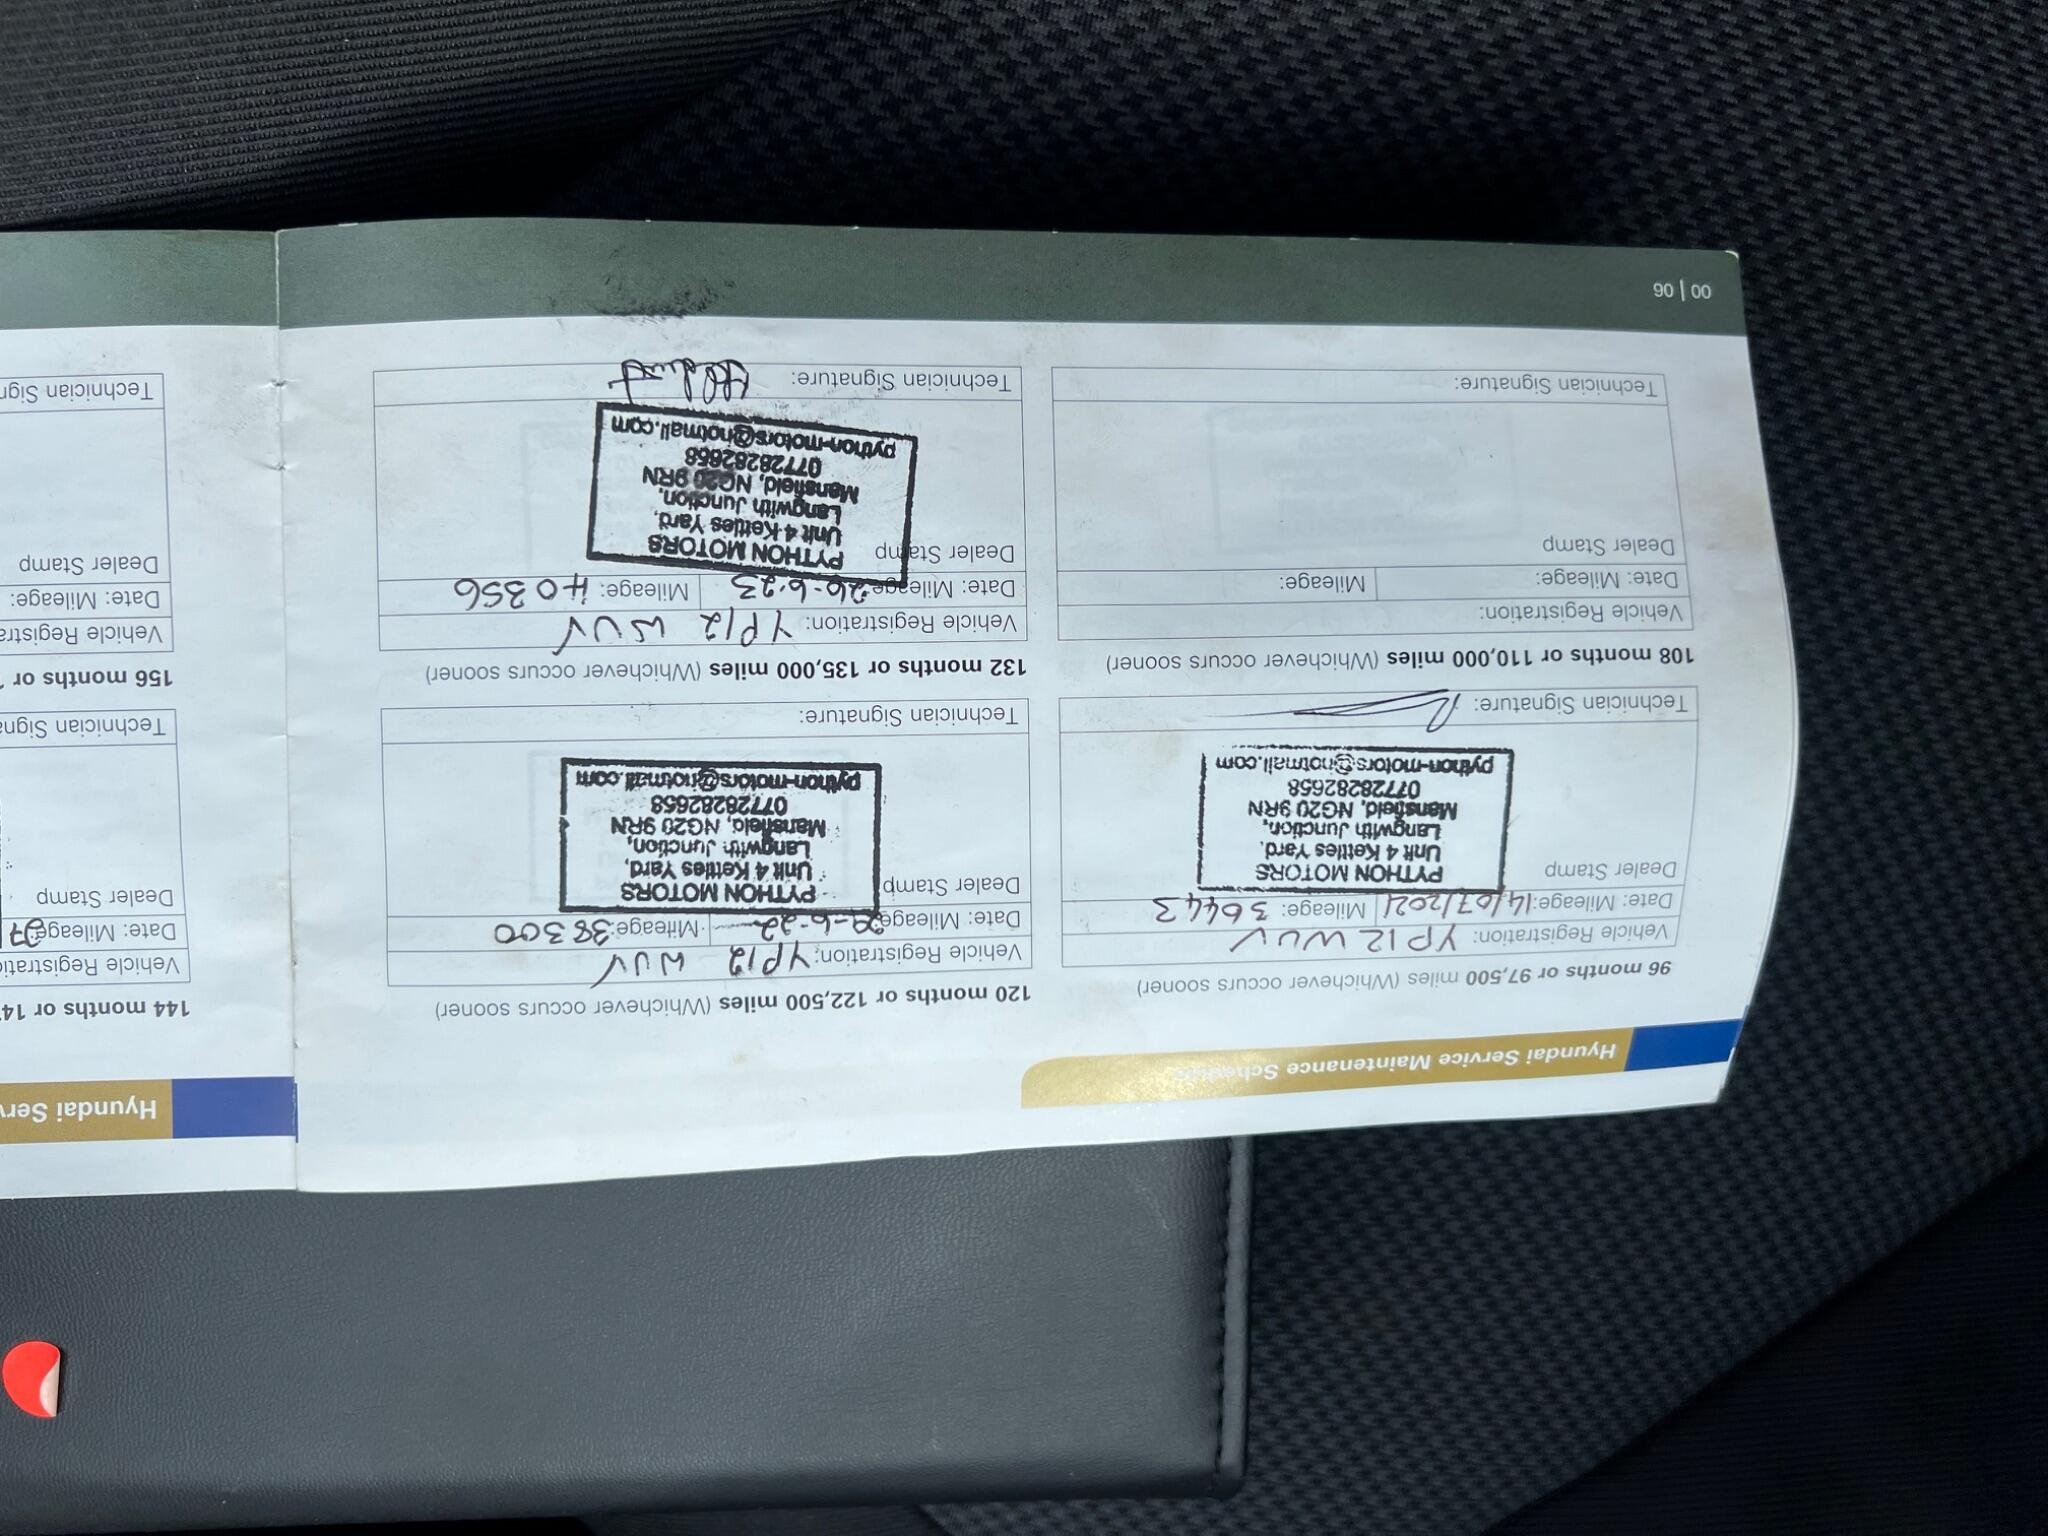 Hyundai Service Maintenance Schedule
96 months or 97,500 miles (Whichever occurs sooner)
Vehicle Registration: YP12 WUV
Date: Mileage: 14/07/2021 Mileage: 36443
Dealer Stamp
PYTHON MOTORS
Unit 4 Kettles Yard,
Langwith Junction,
Mansfield, NG20 9RN
07728282658
python-motors@hotmail.com
Technician Signature:
108 months or 110,000 miles (Whichever occurs sooner)
Vehicle Registration:
Date: Mileage: Mileage:
Dealer Stamp
Technician Signature:
00 | 06
120 months or 122,500 miles (Whichever occurs sooner)
Vehicle Registration: YP12 WUV
Date: Mileage: -6-22 Mileage: 38300
Dealer Stamp
PYTHON MOTORS
Unit 4 Kettles Yard,
Langwith Junction,
Mansfield, NG20 9RN
07728282658
python-motors@hotmail.com
Technician Signature:
132 months or 135,000 miles (Whichever occurs sooner)
Vehicle Registration: YP12 WUV
Date: Mileage: 26-6-23 Mileage: 40356
Dealer Stamp
PYTHON MOTORS
Unit 4 Kettles Yard,
Langwith Junction,
Mansfield, NG20 9RN
07728282658
python-motors@hotmail.com
Technician Signature:
Hyundai Serv
144 months or 14
Vehicle Registrati
Date: Mileage:
Dealer Stamp
Technician Signa
156 months or
Vehicle Registra
Date: Mileage:
Dealer Stamp
Technician Sign